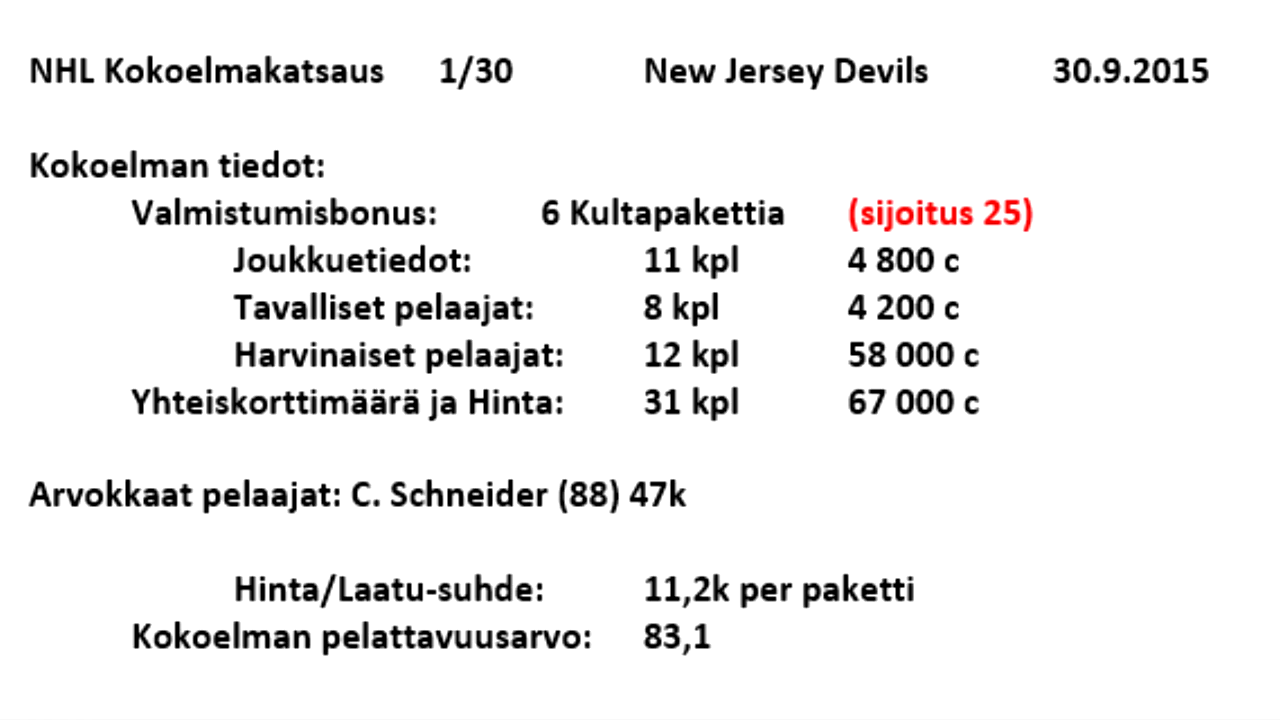 NHL Kokoelmakatsaus 1/30 New Jersey Devils 30.9.2015
Kokoelman tiedot:
Valmistumisbonus: 6 Kultapakettia (sijoitus 25)
Joukkuetiedot: 11 kpl 4 800 c
Tavalliset pelaajat: 8 kpl 4 200 c
Harvinaiset pelaajat: 12 kpl 58 000 c
Yhteiskorttimäärä ja Hinta: 31 kpl 67 000 c
Arvokkaat pelaajat: C. Schneider (88) 47k
Hinta/Laatu-suhde: 11,2k per paketti
Kokoelman pelattavuusarvo: 83,1